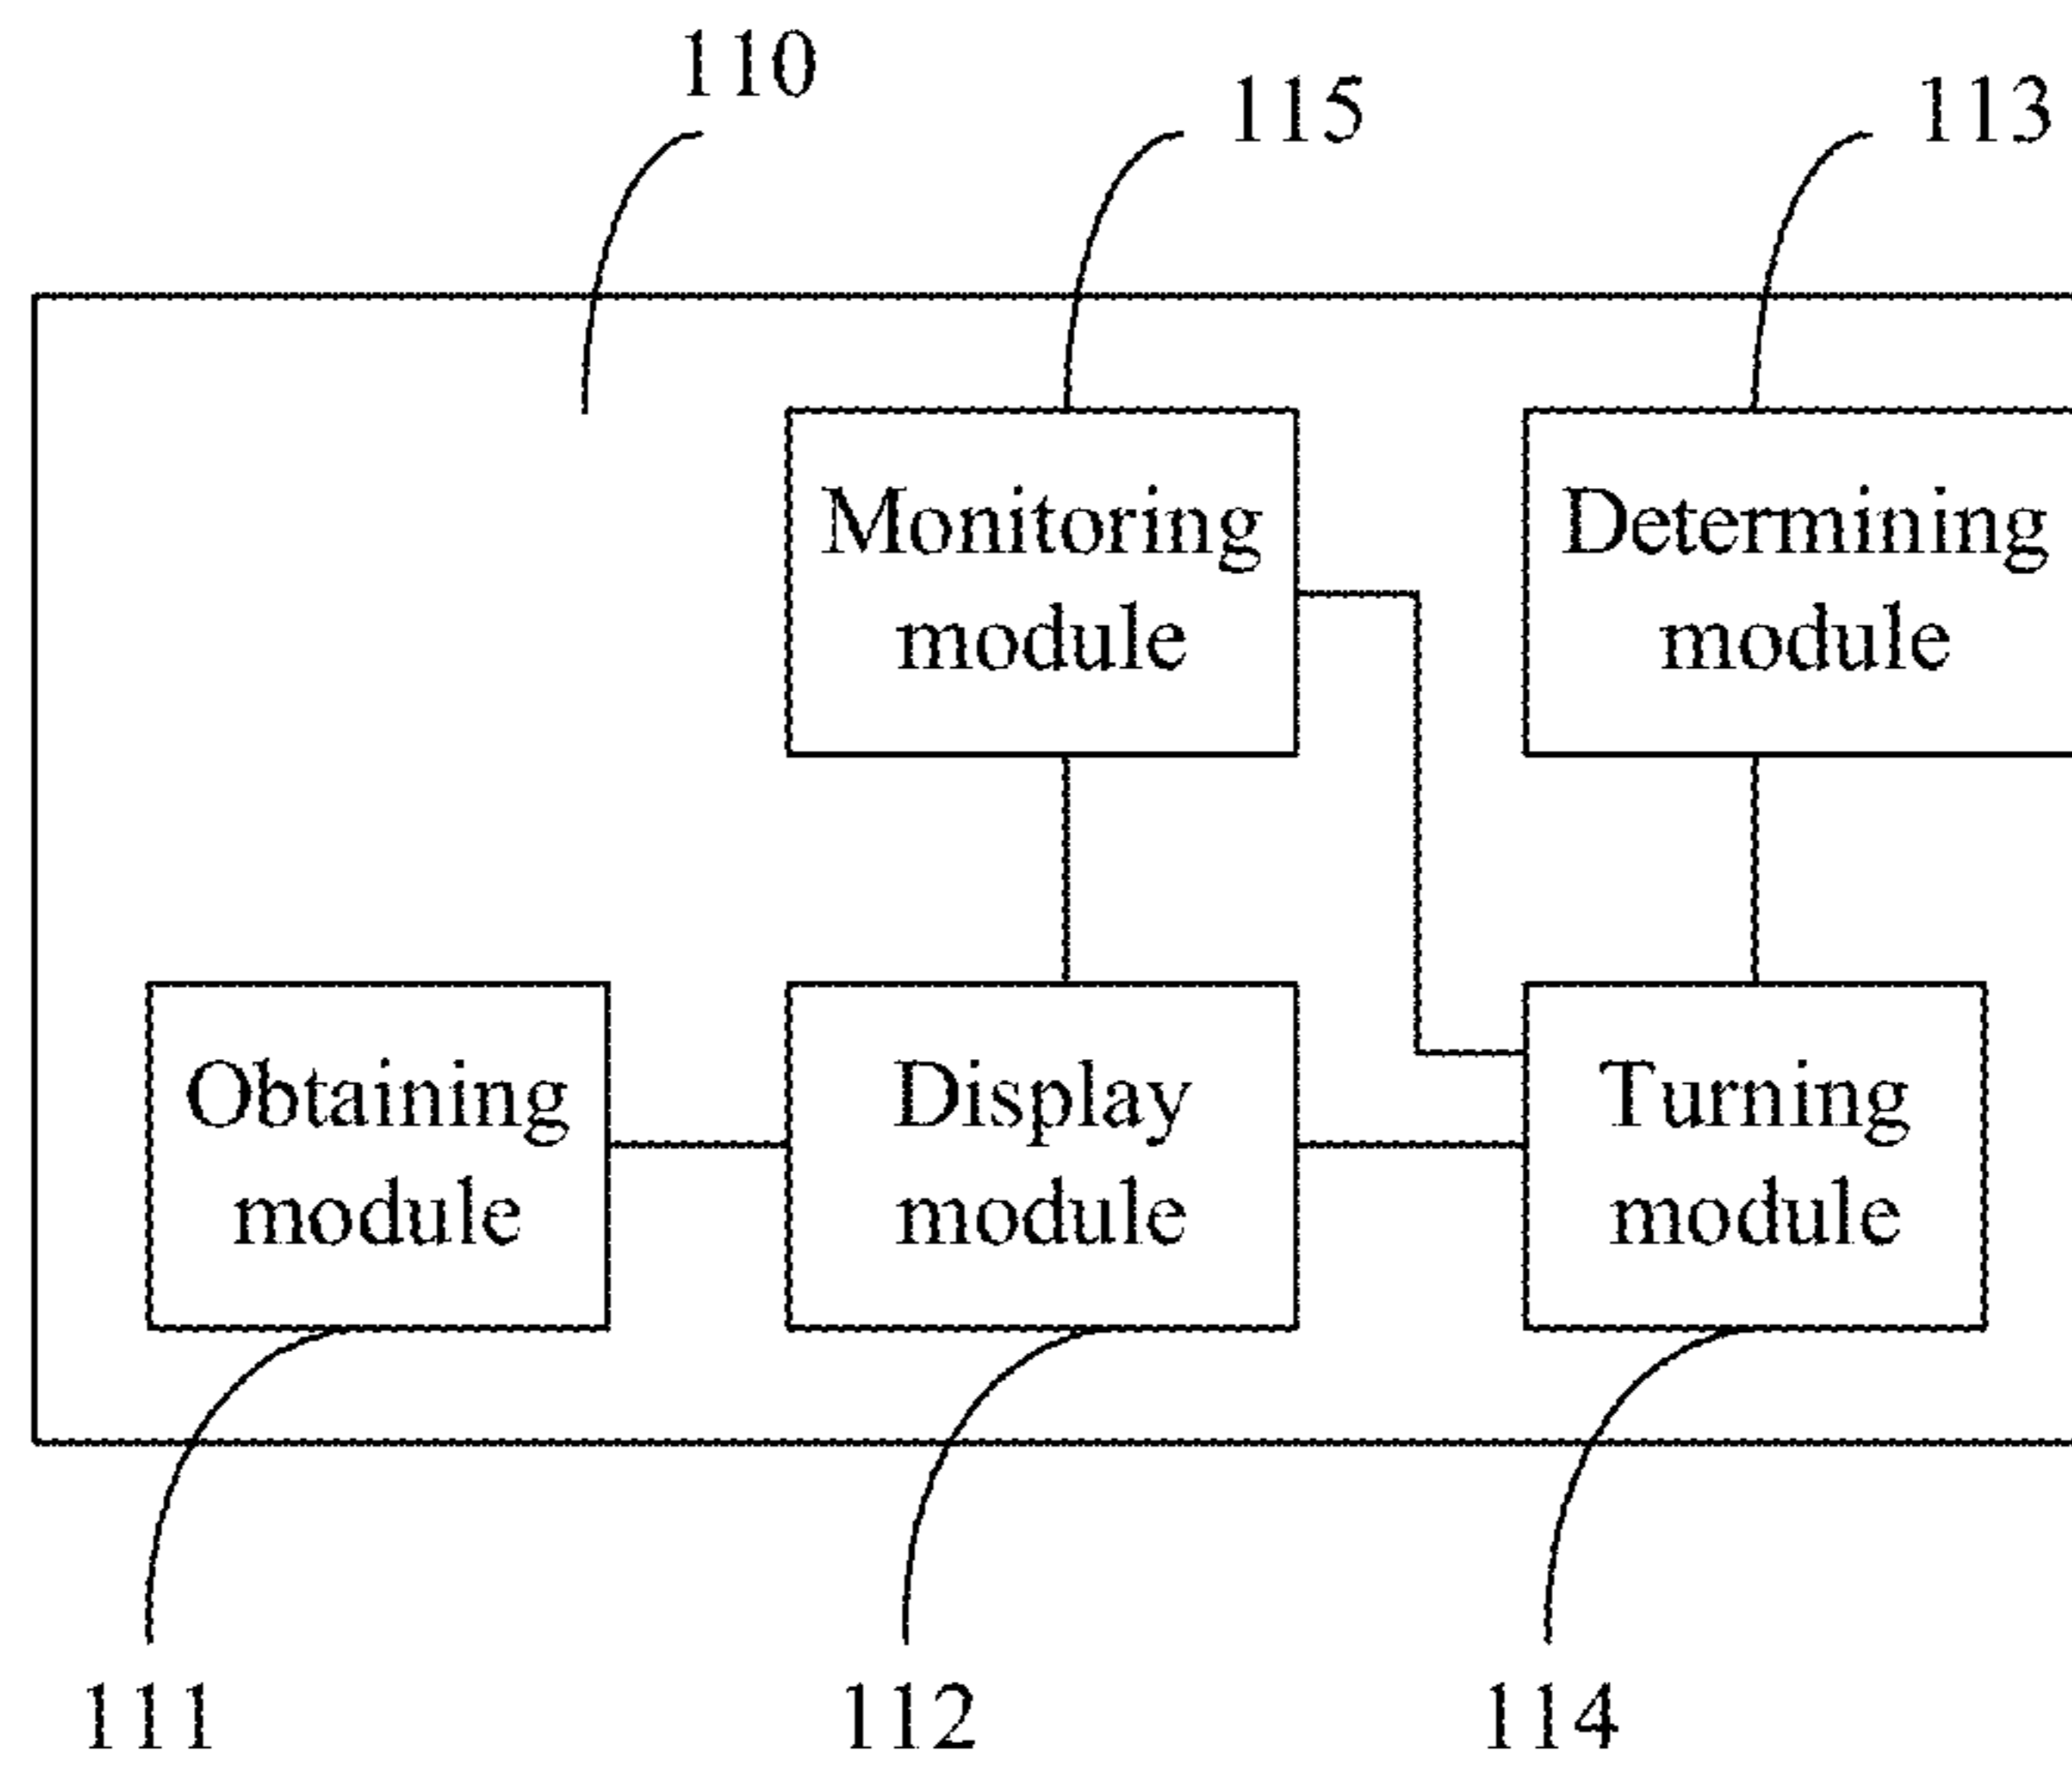 110
115
113
Monitoring
module
Determining
module
Obtaining
module
Display
module
Turning
module
111
112
114